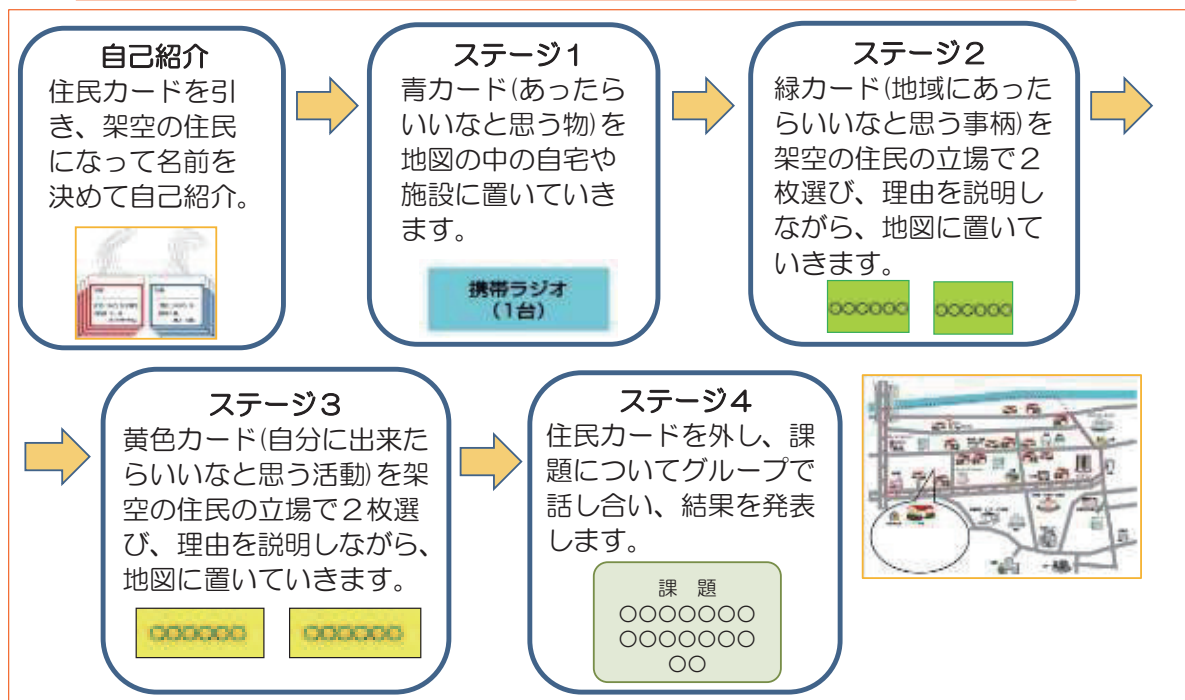 自己紹介
住民カードを引
き、架空の住民
になって名前を
決めて自己紹介。
ステージ1
青カード(あったら
いいなと思う物)を
地図の中の自宅や
施設に置いていき
ます。
携帯ラジオ
(1台)
ステージ2
緑カード(地域にあった
らいいなと思う事柄)を
架空の住民の立場で2
枚選び、理由を説明し
ながら、地図に置いて
いきます。
○○○○○○ ○○○○○○
ステージ3
黄色カード(自分に出来た
らいいなと思う活動)を架
空の住民の立場で2枚選
び、理由を説明しながら、
地図に置いていきます。
○○○○○○ ○○○○○○
ステージ4
住民カードを外し、課
題についてグループで
話し合い、結果を発表
します。
課 題
○○○○○○○
○○○○○○○
○○